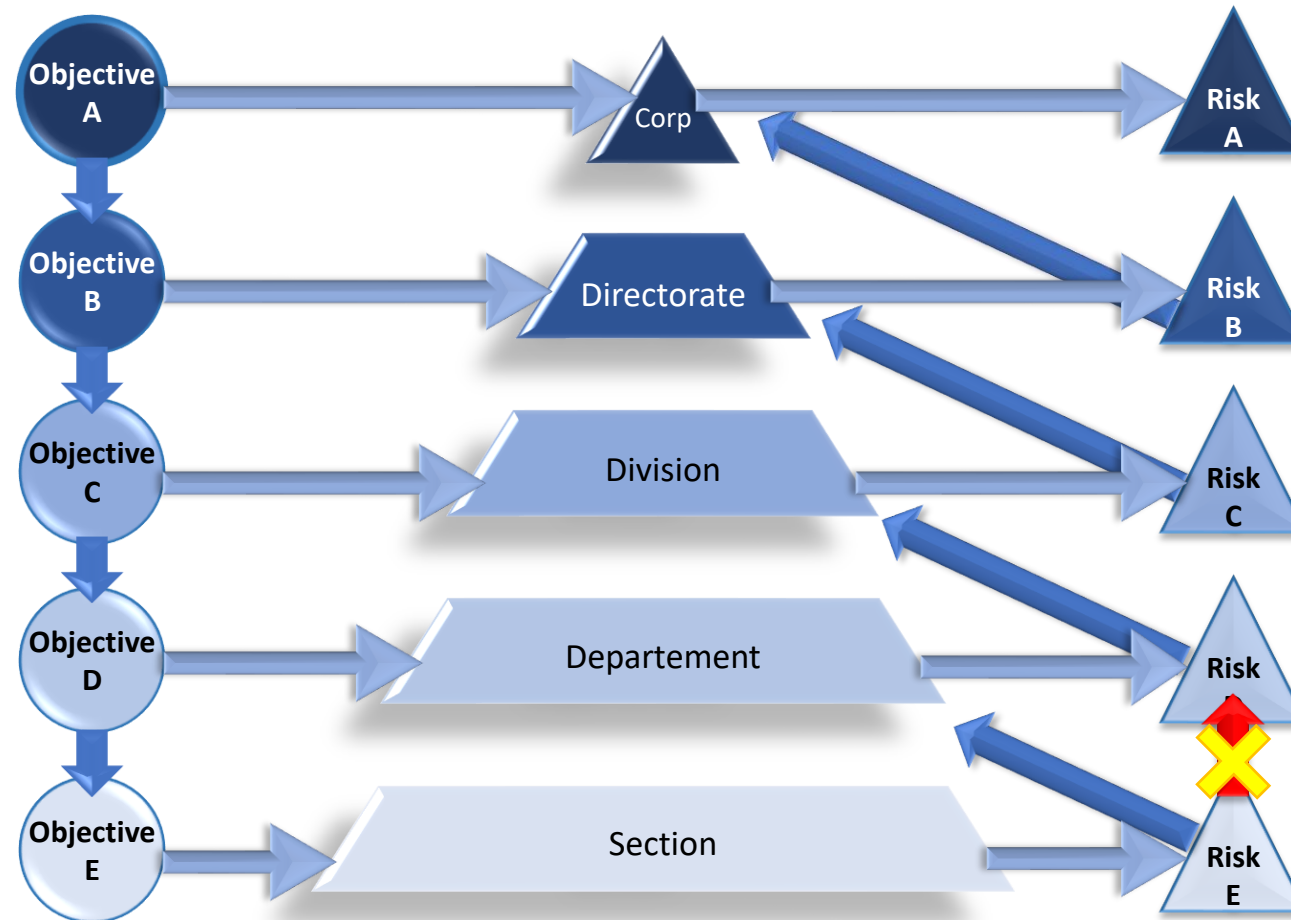 Objective
A
Corp
Risk
A
Objective
B
Directorate
Risk
B
Objective
C
Division
Risk
C
Objective
D
Departement
Risk
Objective
E
Section
Risk
E